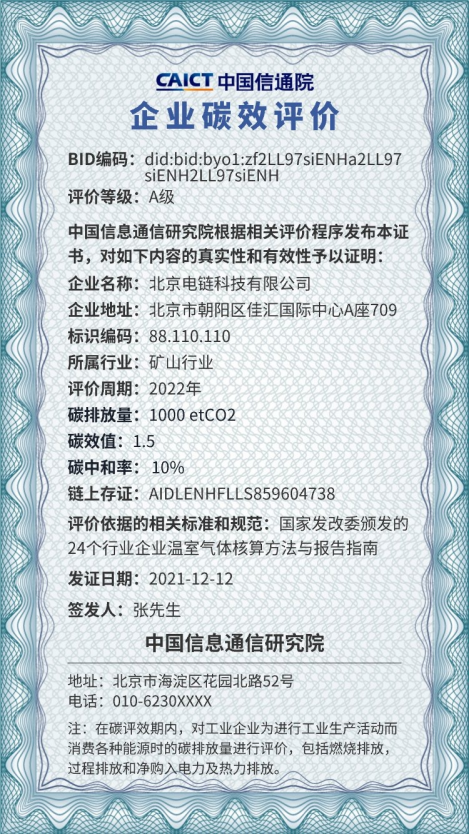 CAICT 中国信通院
企业碳效评价
BID编码：did:bid:byo1:zf2LL97siENHa2LL97
siENH2LL97siENH
评价等级：A级
中国信息通信研究院根据相关评价程序发布本证
书，对如下内容的真实性和有效性予以证明：
企业名称：北京电链科技有限公司
企业地址：北京市朝阳区佳汇国际中心A座709
标识编码：88.110.110
所属行业：矿山行业
评价周期：2022年
碳排放量：1000 etCO2
碳效值：1.5
碳中和率：10%
链上存证：AIDLENHFLLS859604738
评价依据的相关标准和规范：国家发改委颁发的
24个行业企业温室气体核算方法与报告指南
发证日期：2021-12-12
签发人：张先生
中国信息通信研究院
地址：北京市海淀区花园北路52号
电话：010-6230XXXX
注：在碳评效期内，对工业企业为进行工业生产活动而
消费各种能源时的碳排放量进行评价，包括燃烧排放，
过程排放和净购入电力及热力排放。